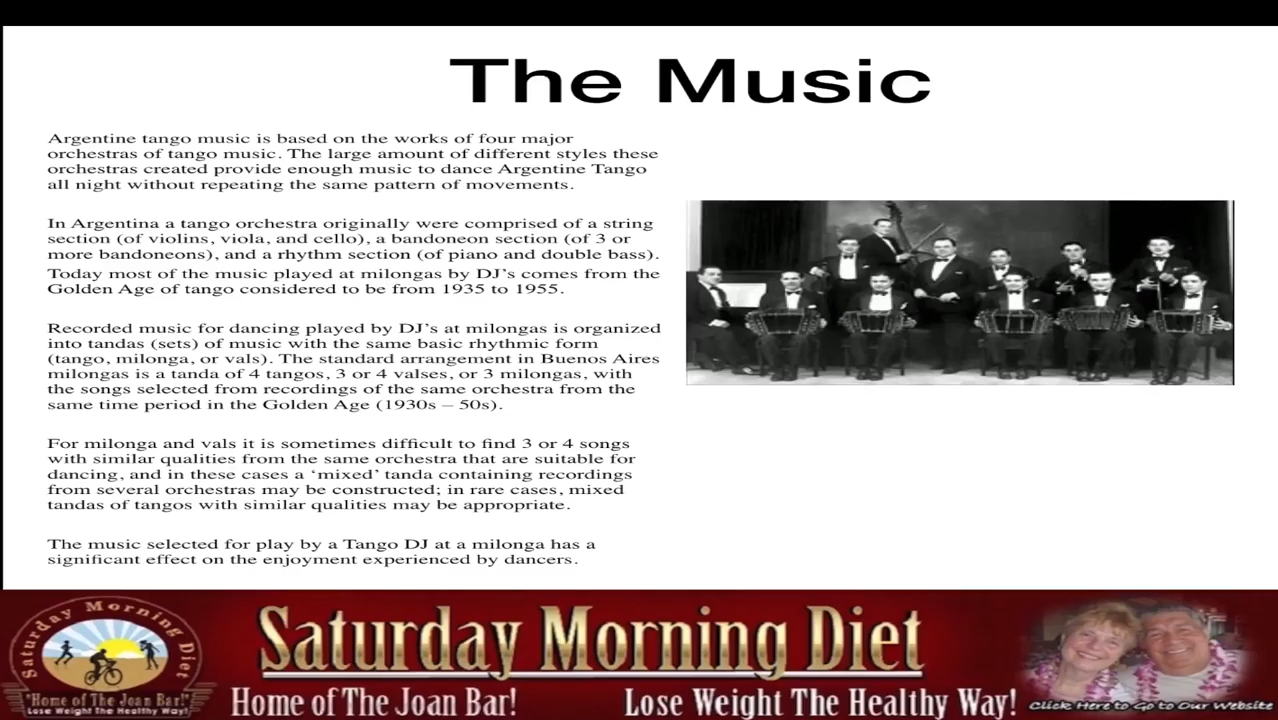 The Music
Argentine tango music is based on the works of four major
orchestras of tango music. The large amount of different styles these
orchestras created provide enough music to dance Argentine Tango
all night without repeating the same pattern of movements.
In Argentina a tango orchestra originally were comprised of a string
section (of violins, viola, and cello), a bandoneon section (of 3 or
more bandoneons), and a rhythm section (of piano and double bass).
Today most of the music played at milongas by DJ's comes from the
Golden Age of tango considered to be from 1935 to 1955.
Recorded music for dancing played by DJ's at milongas is organized
into tandas (sets) of music with the same basic rhythmic form
(tango, milonga, or vals). The standard arrangement in Buenos Aires
milongas is a tanda of 4 tangos, 3 or 4 valses, or 3 milongas, with
the songs selected from recordings of the same orchestra from the
same time period in the Golden Age (1930s – 50s).
For milonga and vals it is sometimes difficult to find 3 or 4 songs
with similar qualities from the same orchestra that are suitable for
dancing, and in these cases a ‘mixed’ tanda containing recordings
from several orchestras may be constructed; in rare cases, mixed
tandas of tangos with similar qualities may be appropriate.
The music selected for play by a Tango DJ at a milonga has a
significant effect on the enjoyment experienced by dancers.
Saturday Morning Diet
"Home of The Joan Bar!"
Lose Weight The Healthy Way!
Saturday Morning Diet
Home of The Joan Bar!
Lose Weight The Healthy Way!
Click Here to Go to Our Website